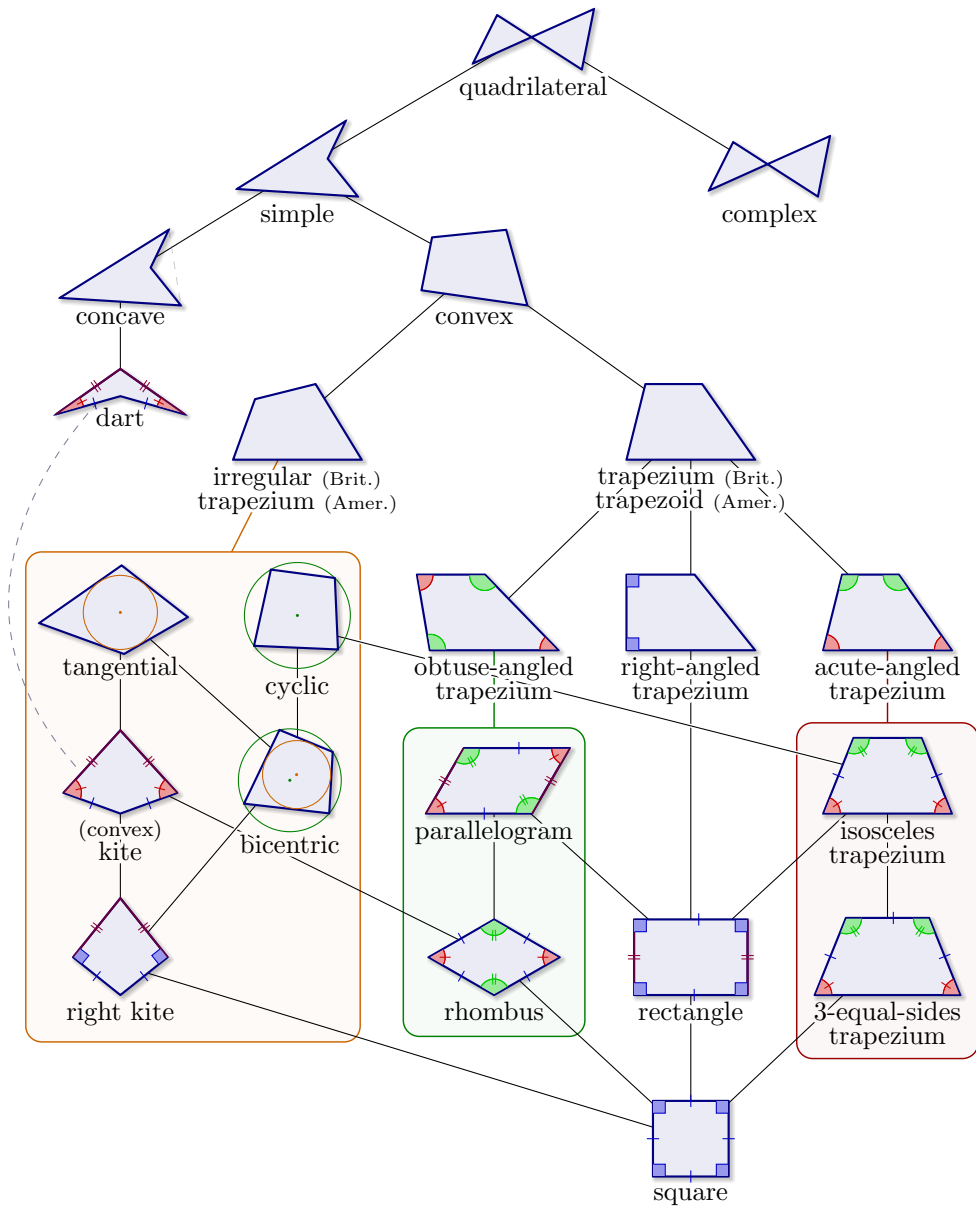 quadrilateral
simple
complex
concave
convex
dart
irregular (Brit.)
trapezium (Amer.)
trapezium (Brit.)
trapezoid (Amer.)
tangential
cyclic
obtuse-angled
trapezium
right-angled
trapezium
acute-angled
trapezium
(convex)
kite
bicentric
parallelogram
isosceles
trapezium
right kite
rhombus
rectangle
3-equal-sides
trapezium
square